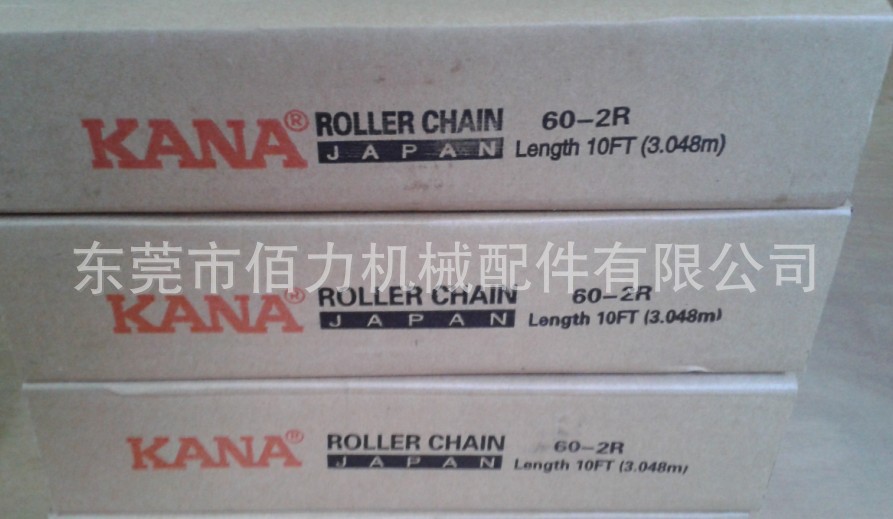 KANA® ROLLER CHAIN 60-2R
JAPAN Length 10FT (3.048m)
东莞市佰力机械配件有限公司
KANA® ROLLER CHAIN 60-2R
JAPAN Length 10FT (3.048m)
KANA® ROLLER CHAIN 60-2R
JAPAN Length 10FT (3.048m)